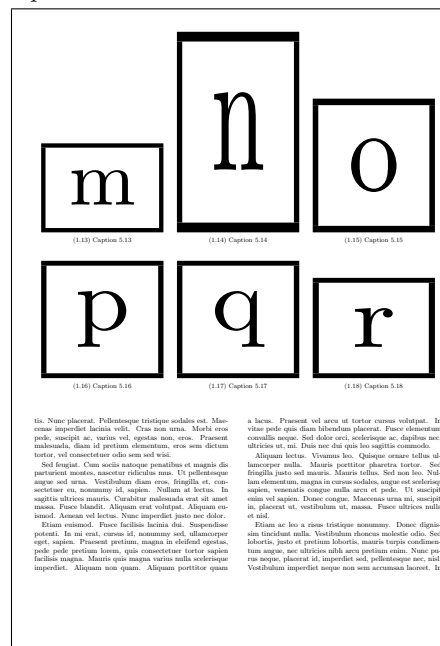 m
n
o
(1.13) Caption 5.13
(1.14) Caption 5.14
(1.15) Caption 5.15
p
q
r
(1.16) Caption 5.16
(1.17) Caption 5.17
(1.18) Caption 5.18
tis. Nunc placerat. Pellentesque tristique sodales est. Mae-
cenas imperdiet lacinia velit. Cras non urna. Morbi eros
pede, suscipit ac, varius vel, egestas non, eros. Praesent
malesuada, diam id pretium elementum, eros sem dictum
tortor, vel consectetuer odio sem sed wisi.
Sed feugiat. Cum sociis natoque penatibus et magnis dis
parturient montes, nascetur ridiculus mus. Ut pellentesque
augue sed urna. Vestibulum diam eros, fringilla et, con-
sectetuer eu, nonummy id, sapien. Nullam at lectus. In
sagittis ultrices mauris. Curabitur malesuada erat sit amet
massa. Fusce blandit. Aliquam erat volutpat. Aliquam eu-
ismod. Aenean vel lectus. Nunc imperdiet justo nec dolor.
Etiam euismod. Fusce facilisis lacinia dui. Suspendisse
potenti. In mi erat, cursus id, nonummy sed, ullamcorper
eget, sapien. Praesent pretium, magna in eleifend egestas,
pede pede pretium lorem, quis consectetuer tortor sapien
facilisis magna. Mauris quis magna varius nulla scelerisque
imperdiet. Aliquam non quam. Aliquam porttitor quam
a lacus. Praesent vel arcu ut tortor cursus volutpat. In
vitae pede quis diam bibendum placerat. Fusce elementum
convallis neque. Sed dolor orci, scelerisque ac, dapibus nec,
ultricies ut, mi. Duis nec dui quis leo sagittis commodo.
Aliquam lectus. Vivamus leo. Quisque ornare tellus ul-
lamcorper nulla. Mauris porttitor pharetra tortor. Sed
fringilla justo sed mauris. Mauris tellus. Sed non leo. Nul-
lam elementum, magna in cursus sodales, augue est scelerisque
sapien, venenatis congue nulla arcu et pede. Ut suscipit
enim vel sapien. Donec congue. Maecenas urna mi, suscipit
in, placerat ut, vestibulum ut, massa. Fusce ultrices nulla
et nisl.
Etiam ac leo a risus tristique nonummy. Donec dignis-
sim tincidunt nulla. Vestibulum rhoncus molestie odio. Sed
lobortis, justo et pretium lobortis, mauris turpis condimen-
tum augue, nec ultricies nibh arcu pretium enim. Nunc pu-
rus neque, placerat id, imperdiet sed, pellentesque nec, nisl.
Vestibulum imperdiet neque non sem accumsan laoreet. In